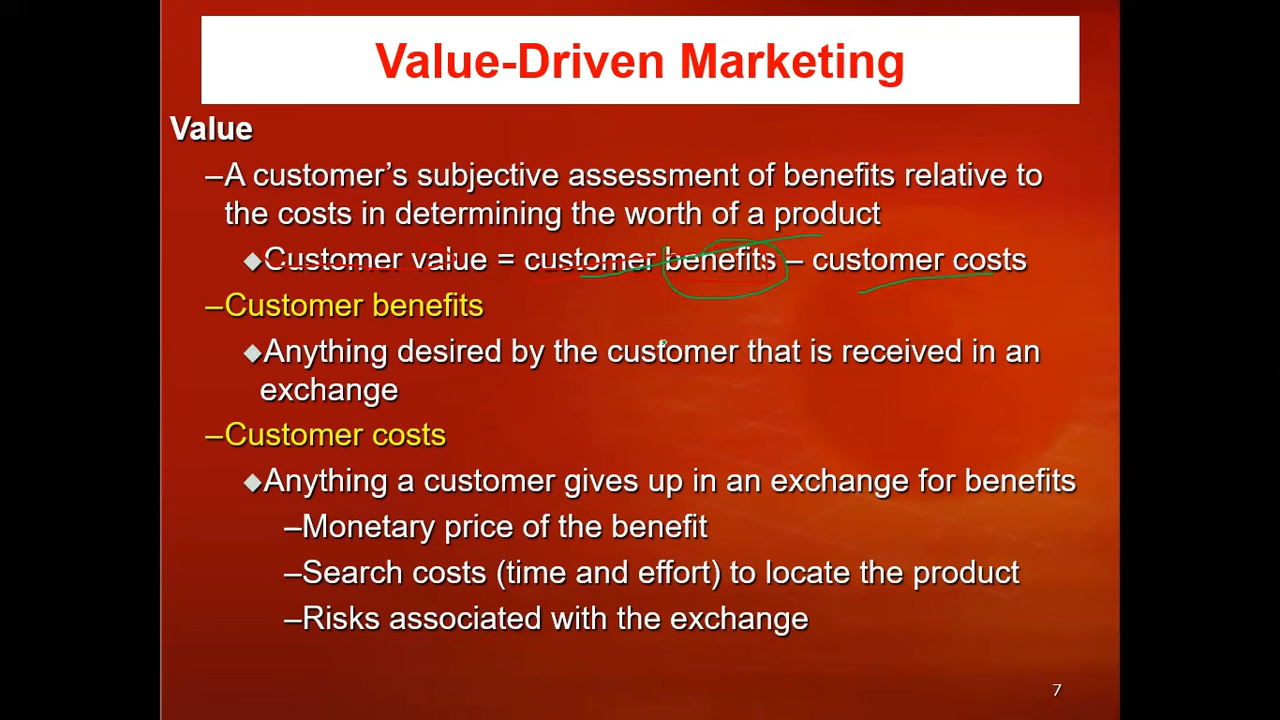 Value-Driven Marketing
Value
–A customer's subjective assessment of benefits relative to
the costs in determining the worth of a product
◆Customer value = customer benefits – customer costs
–Customer benefits
◆Anything desired by the customer that is received in an
exchange
–Customer costs
◆Anything a customer gives up in an exchange for benefits
–Monetary price of the benefit
–Search costs (time and effort) to locate the product
–Risks associated with the exchange
7